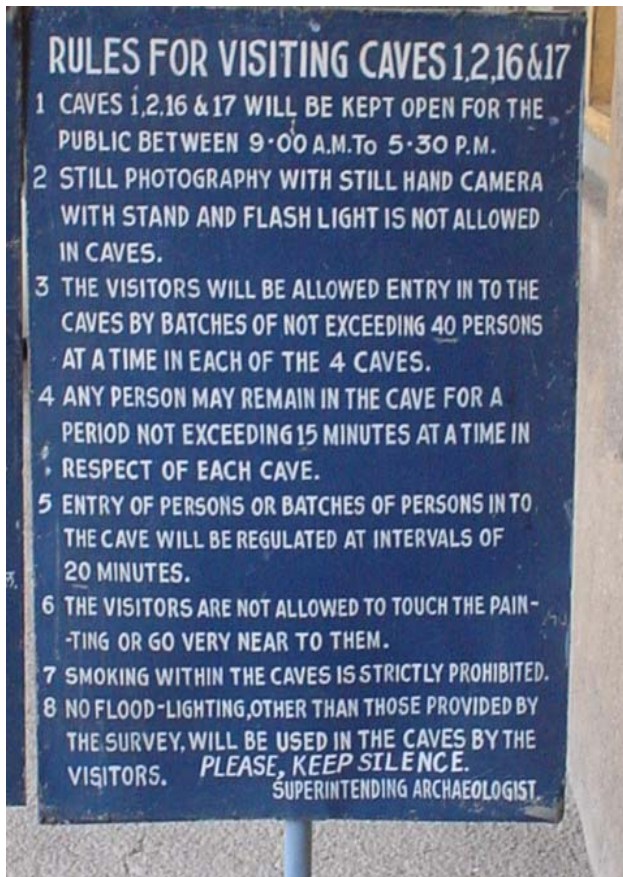 RULES FOR VISITING CAVES 1,2,16 & 17
1 CAVES 1,2,16 & 17 WILL BE KEPT OPEN FOR THE
PUBLIC BETWEEN 9·00 A.M. To 5·30 P.M.
2 STILL PHOTOGRAPHY WITH STILL HAND CAMERA
WITH STAND AND FLASH LIGHT IS NOT ALLOWED
IN CAVES.
3 THE VISITORS WILL BE ALLOWED ENTRY IN TO THE
CAVES BY BATCHES OF NOT EXCEEDING 40 PERSONS
AT A TIME IN EACH OF THE 4 CAVES.
4 ANY PERSON MAY REMAIN IN THE CAVE FOR A
PERIOD NOT EXCEEDING 15 MINUTES AT A TIME IN
RESPECT OF EACH CAVE.
5 ENTRY OF PERSONS OR BATCHES OF PERSONS IN TO
THE CAVE WILL BE REGULATED AT INTERVALS OF
20 MINUTES.
6 THE VISITORS ARE NOT ALLOWED TO TOUCH THE PAIN-
-TING OR GO VERY NEAR TO THEM.
7 SMOKING WITHIN THE CAVES IS STRICTLY PROHIBITED.
8 NO FLOOD-LIGHTING, OTHER THAN THOSE PROVIDED BY
THE SURVEY, WILL BE USED IN THE CAVES BY THE
VISITORS. PLEASE, KEEP SILENCE.
SUPERINTENDING ARCHAEOLOGIST